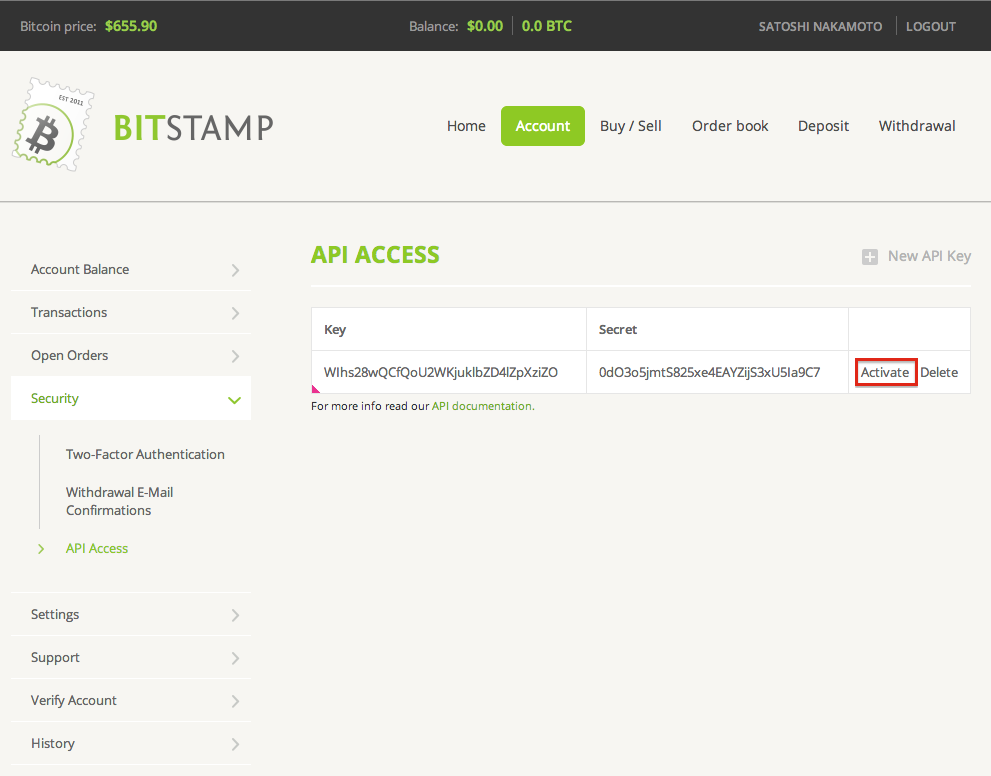 Bitcoin price: $655.90 Balance: $0.00 0.0 BTC SATOSHI NAKAMOTO LOGOUT
EST 2011
BITSTAMP
Home Account Buy / Sell Order book Deposit Withdrawal
Account Balance
Transactions
Open Orders
Security
Two-Factor Authentication
Withdrawal E-Mail
Confirmations
API Access
Settings
Support
Verify Account
History
API ACCESS New API Key
Key Secret
WIhs28wQCfQoU2WKjuklbZD4lZpXziZO 0dO3o5jmtS825xe4EAYZijS3xU5Ia9C7 Activate Delete
For more info read our API documentation.